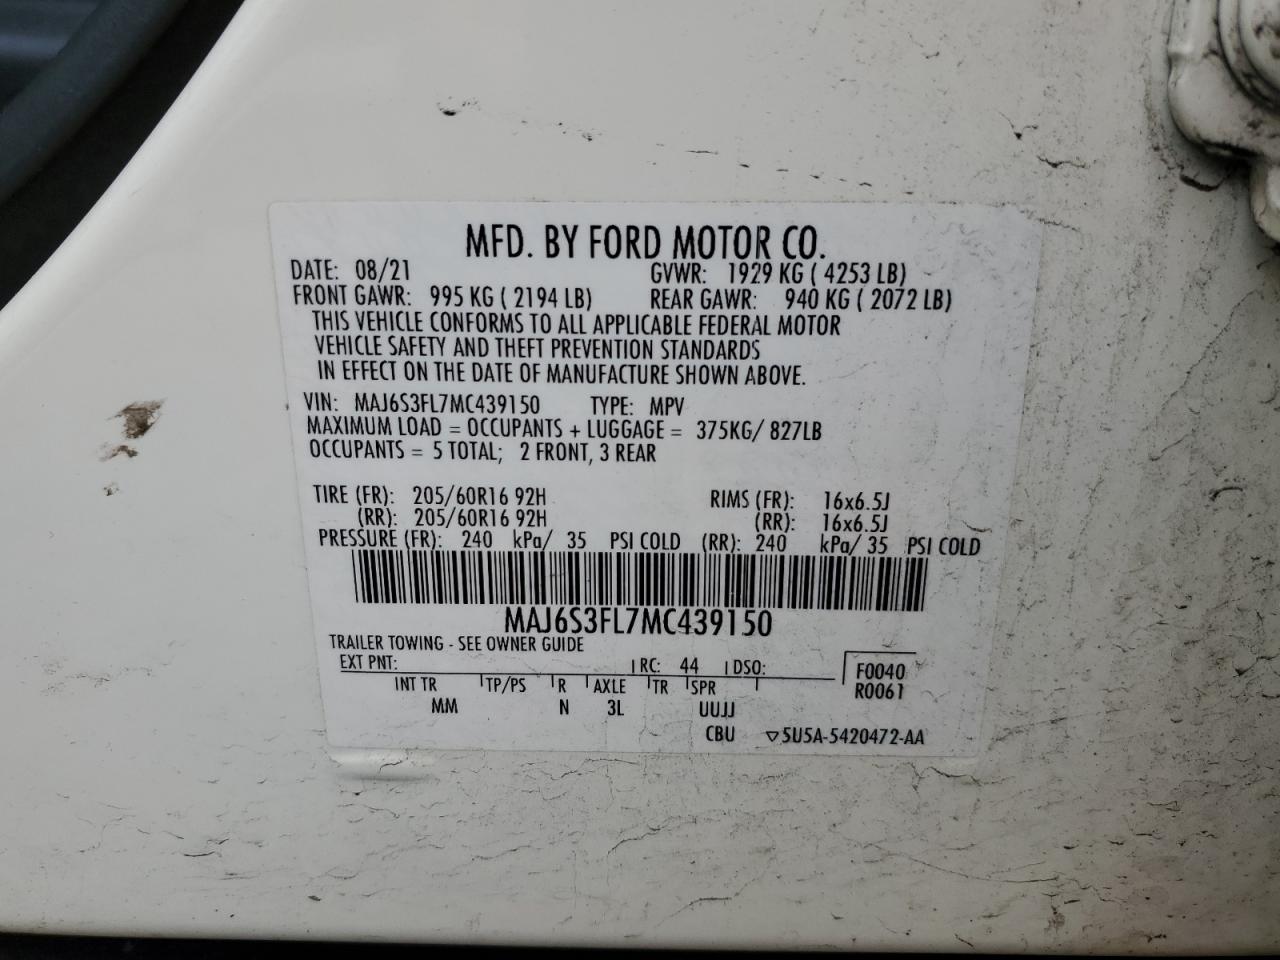 MFD. BY FORD MOTOR CO.
DATE: 08/21 GVWR: 1929 KG ( 4253 LB)
FRONT GAWR: 995 KG ( 2194 LB) REAR GAWR: 940 KG ( 2072 LB)
THIS VEHICLE CONFORMS TO ALL APPLICABLE FEDERAL MOTOR
VEHICLE SAFETY AND THEFT PREVENTION STANDARDS
IN EFFECT ON THE DATE OF MANUFACTURE SHOWN ABOVE.
VIN: MAJ6S3FL7MC439150 TYPE: MPV
MAXIMUM LOAD = OCCUPANTS + LUGGAGE = 375KG/ 827LB
OCCUPANTS = 5 TOTAL; 2 FRONT, 3 REAR
TIRE (FR): 205/60R16 92H RIMS (FR): 16x6.5J
(RR): 205/60R16 92H (RR): 16x6.5J
PRESSURE (FR): 240 kPa/ 35 PSI COLD (RR): 240 kPa/ 35 PSI COLD
MAJ6S3FL7MC439150
TRAILER TOWING - SEE OWNER GUIDE
EXT PNT: RC: 44 DSO: F0040
INT TR TP/PS R AXLE TR SPR R0061
MM N 3L UUJJ
CBU ▽5U5A-5420472-AA